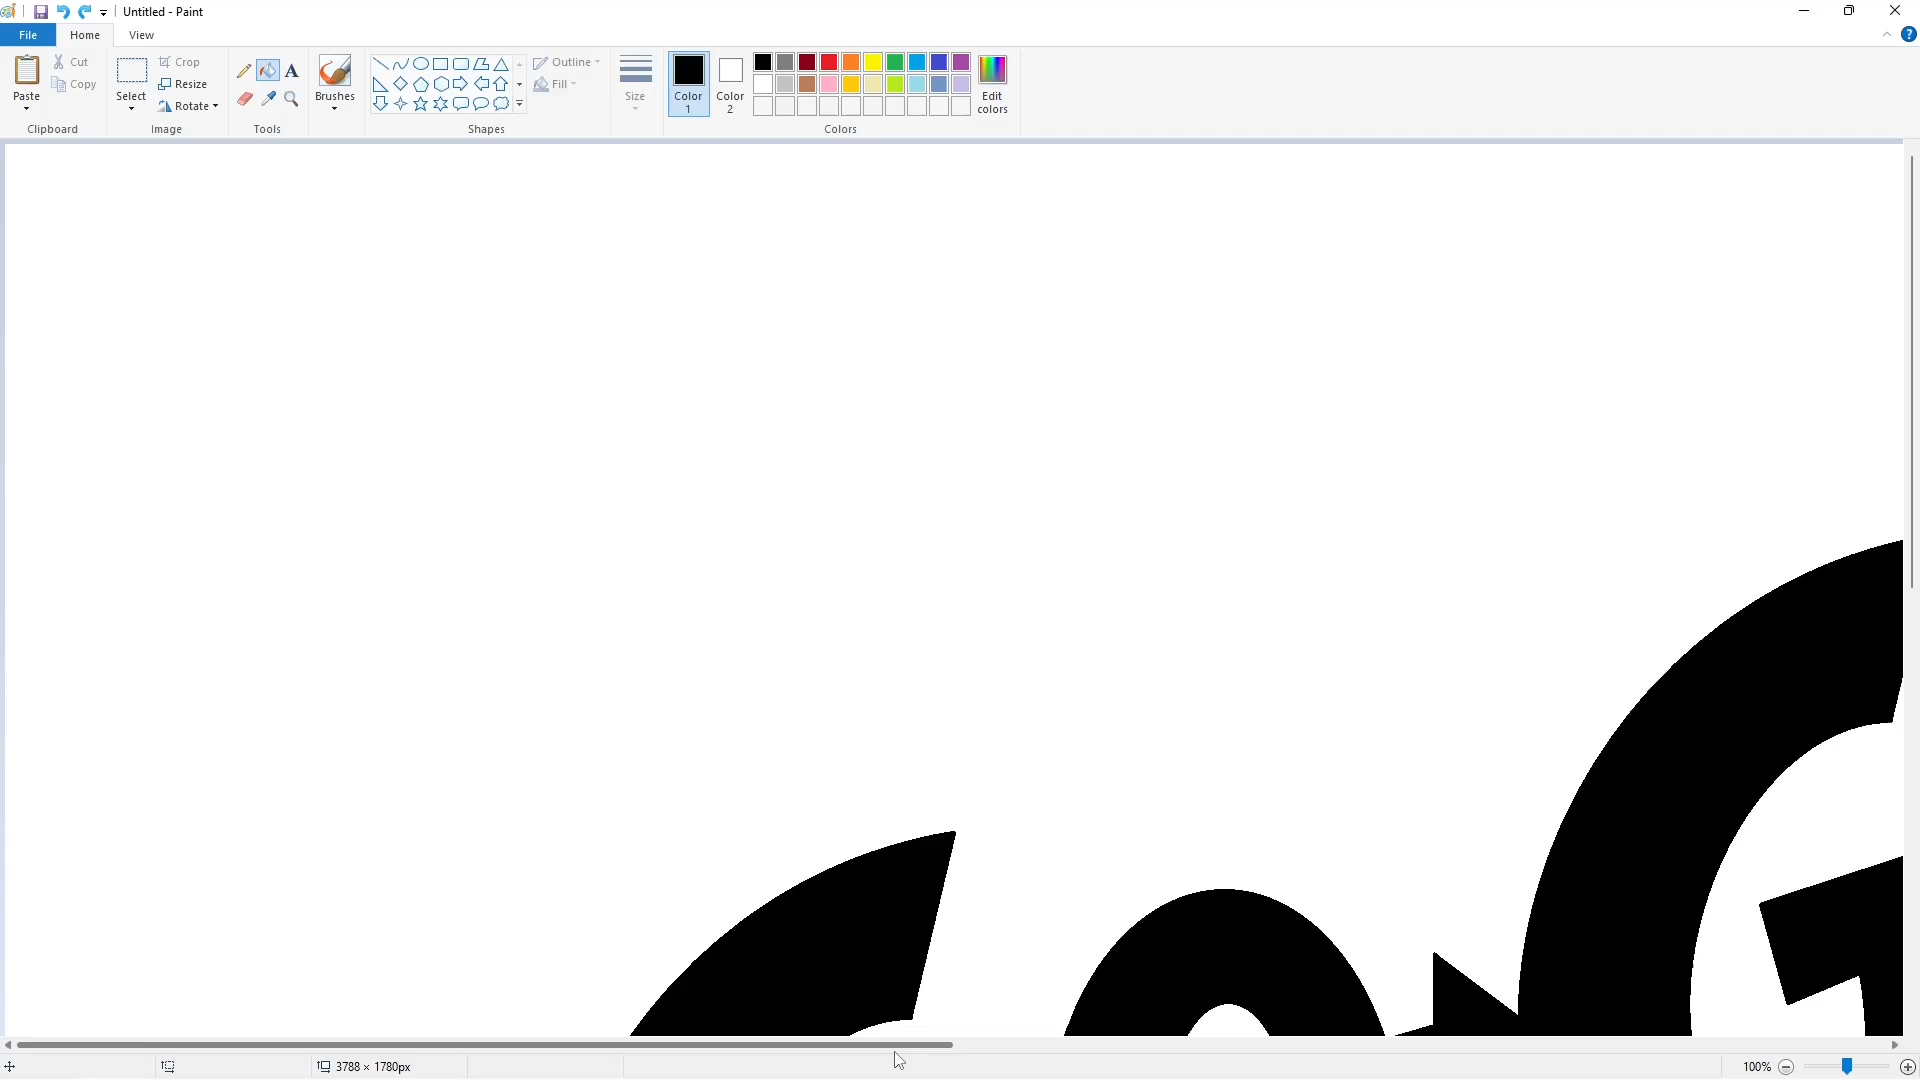 Untitled - Paint
File Home View
Paste Cut Copy Clipboard
Select Crop Resize Rotate Image
A
Tools
Brushes
Outline Fill Shapes
Size
Color 1 Color 2 Edit colors Colors
?
3788 × 1780px
100%